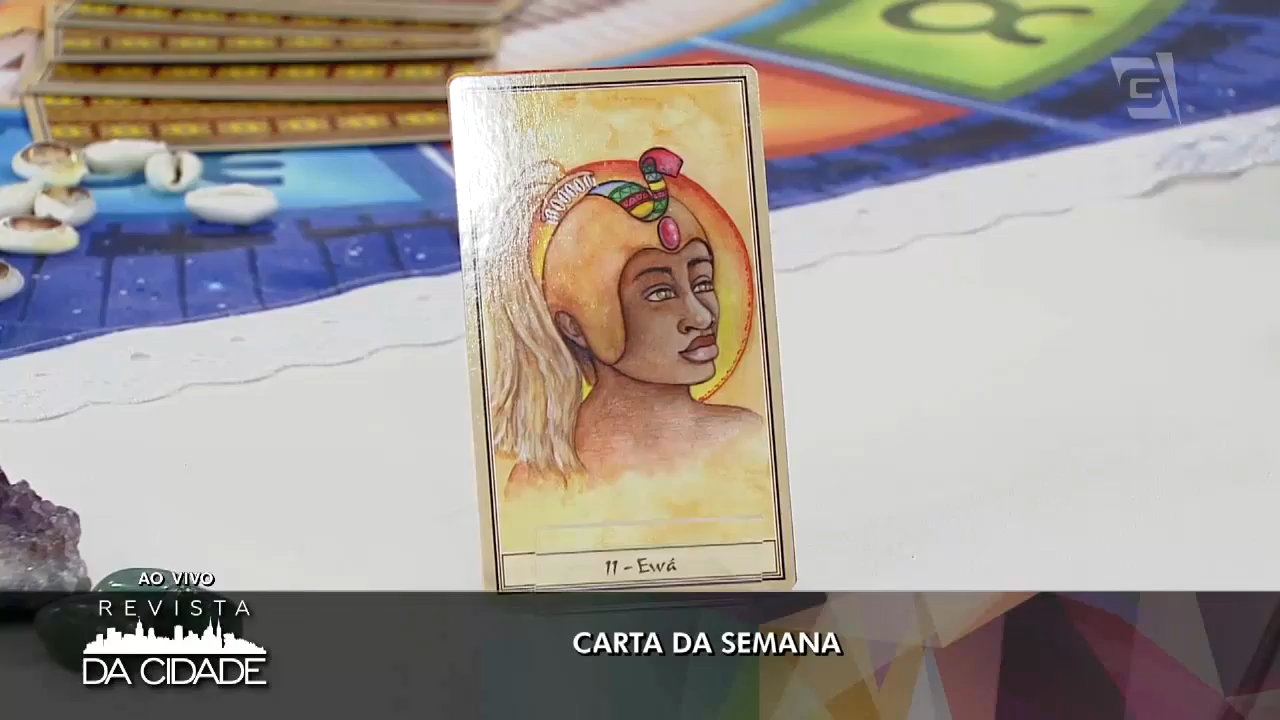 11 - Ewá
AO VIVO
REVISTA
DA CIDADE
CARTA DA SEMANA